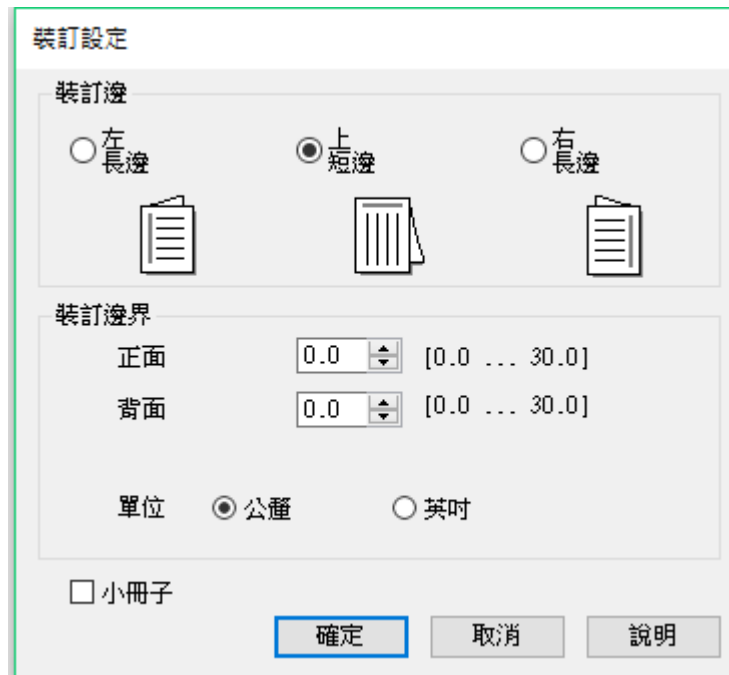 裝訂設定
裝訂邊
左 上 右
長邊 短邊 長邊
裝訂邊界
正面 0.0 [0.0 ... 30.0]
背面 0.0 [0.0 ... 30.0]
單位 公釐 英吋
小冊子
確定 取消 說明